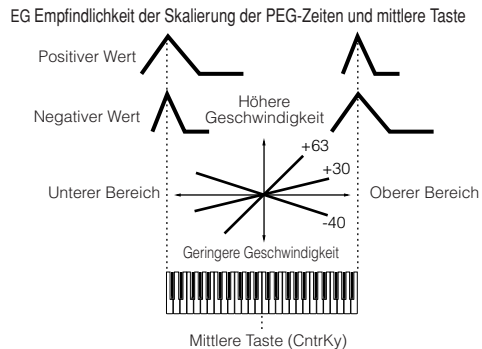 EG Empfindlichkeit der Skalierung der PEG-Zeiten und mittlere Taste
Positiver Wert
Negativer Wert
Höhere
Geschwindigkeit
+63
+30
Unterer Bereich
Oberer Bereich
-40
Geringere Geschwindigkeit
Mittlere Taste (CntrKy)